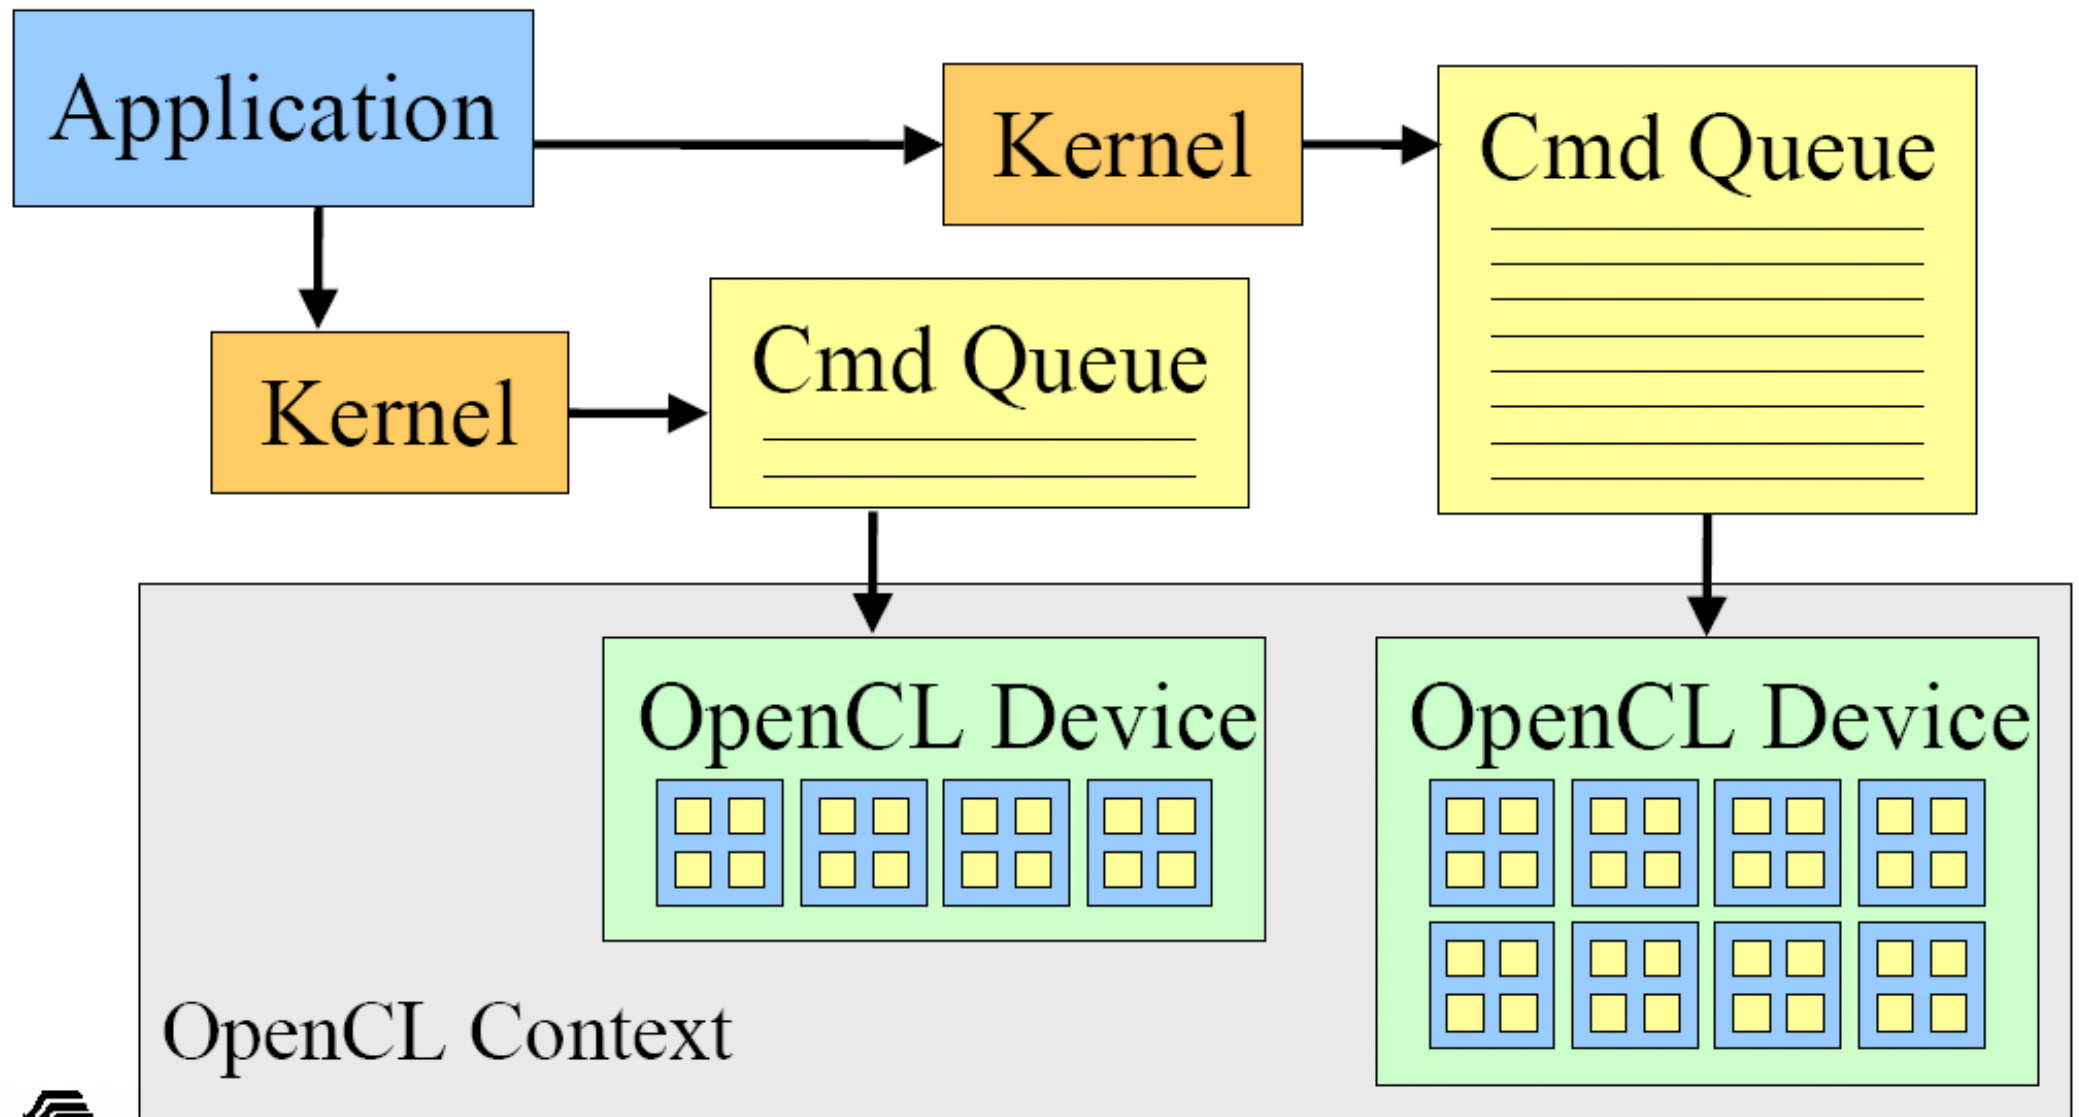 Application
Kernel
Cmd Queue
Kernel
Cmd Queue
OpenCL Device
OpenCL Device
OpenCL Context